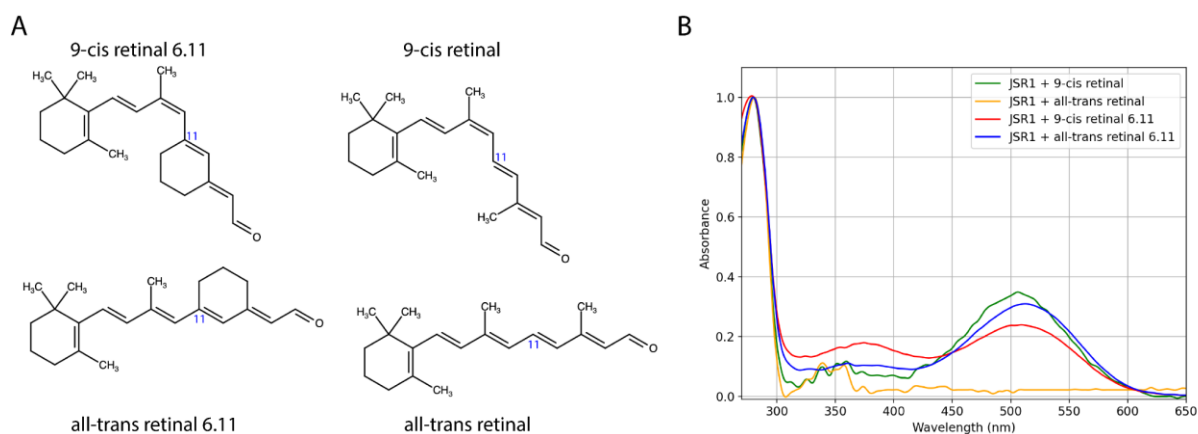 A
9-cis retinal 6.11
H₃C
CH₃
CH₃
11
CH₃
O
9-cis retinal
H₃C
CH₃
CH₃
11
CH₃
H₃C
O
H₃C
CH₃
CH₃
11
CH₃
O
all-trans retinal 6.11
H₃C
CH₃
CH₃
CH₃
11
CH₃
O
all-trans retinal
B
JSR1 + 9-cis retinal
JSR1 + all-trans retinal
JSR1 + 9-cis retinal 6.11
JSR1 + all-trans retinal 6.11
Absorbance
1.0
0.8
0.6
0.4
0.2
0.0
300 350 400 450 500 550 600 650
Wavelength (nm)